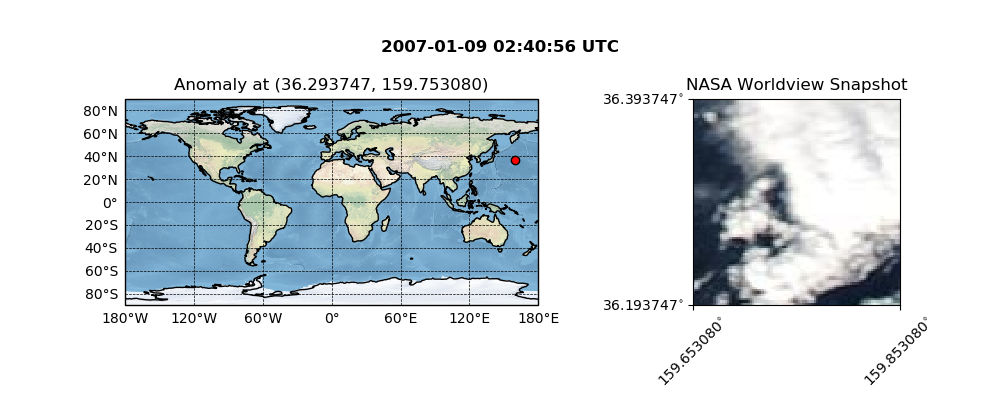 2007-01-09 02:40:56 UTC
Anomaly at (36.293747, 159.753080)
80°N
60°N
40°N
20°N
0°
20°S
40°S
60°S
80°S
180°W 120°W 60°W 0° 60°E 120°E 180°E
NASA Worldview Snapshot
36.393747°
36.193747°
159.653080°
159.853080°